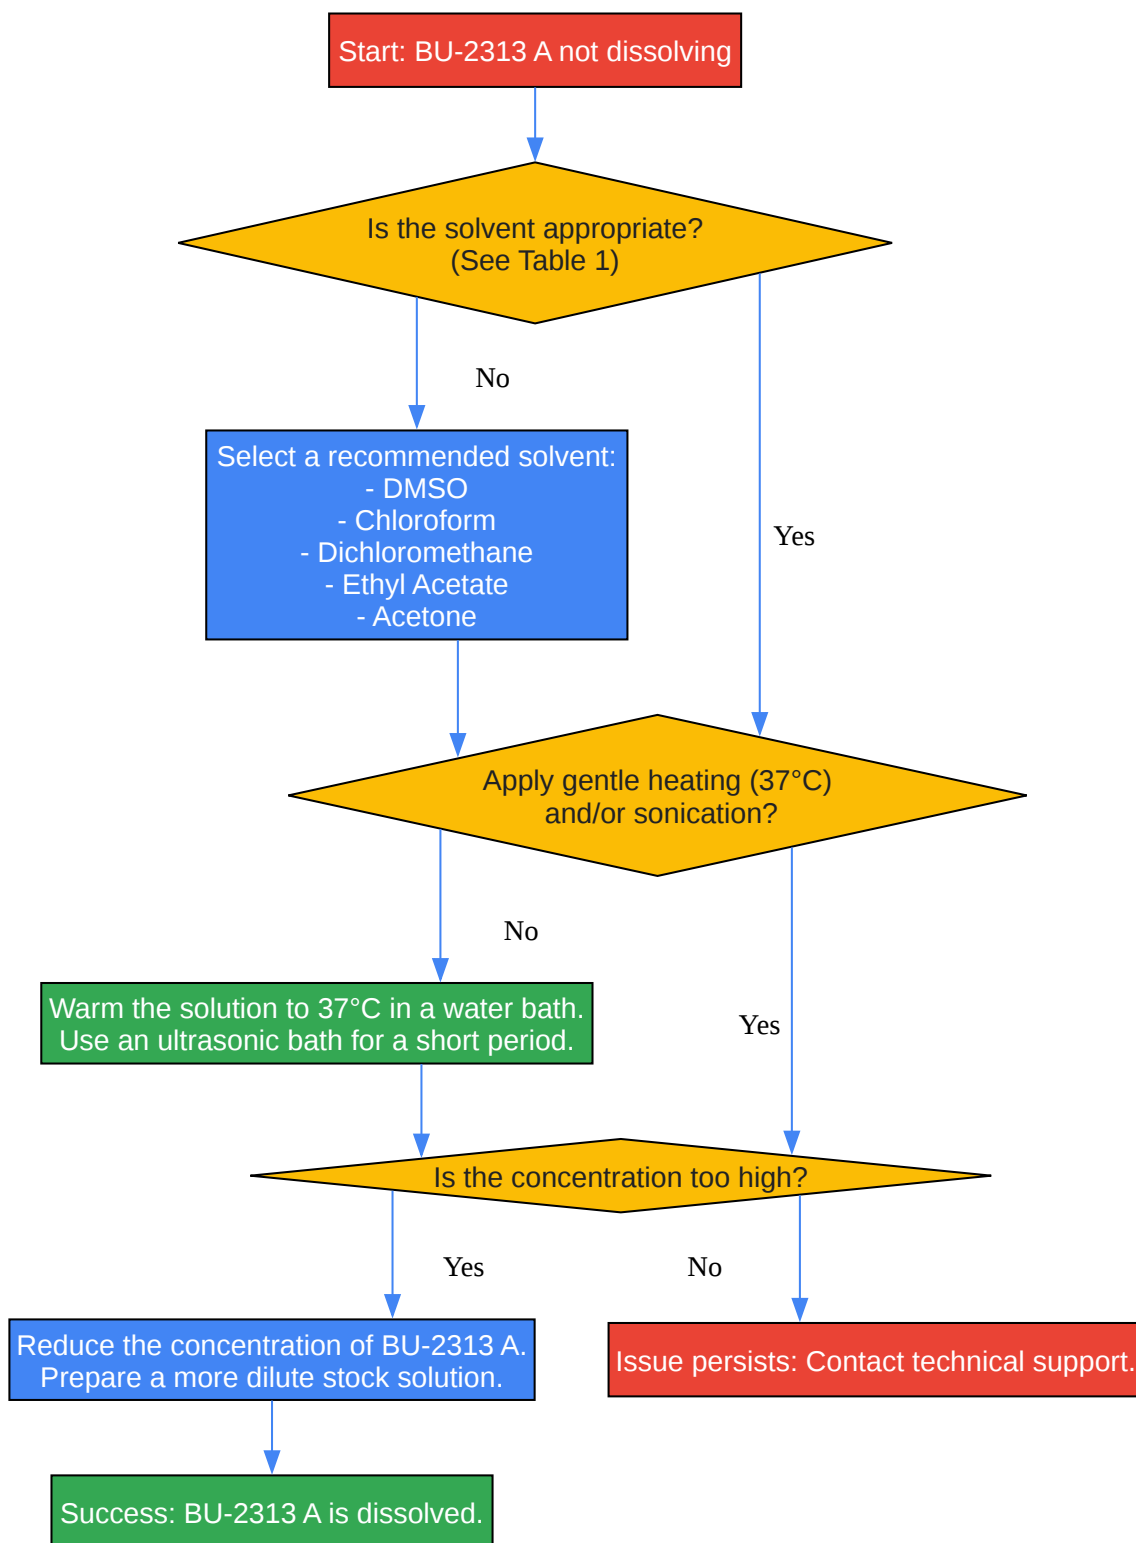 Start: BU-2313 A not dissolving
Is the solvent appropriate?
(See Table 1)
No
Select a recommended solvent:
- DMSO
- Chloroform
- Dichloromethane
- Ethyl Acetate
- Acetone
Yes
Apply gentle heating (37°C)
and/or sonication?
No
Warm the solution to 37°C in a water bath.
Use an ultrasonic bath for a short period.
Yes
Is the concentration too high?
Yes
No
Reduce the concentration of BU-2313 A.
Prepare a more dilute stock solution.
Issue persists: Contact technical support.
Success: BU-2313 A is dissolved.